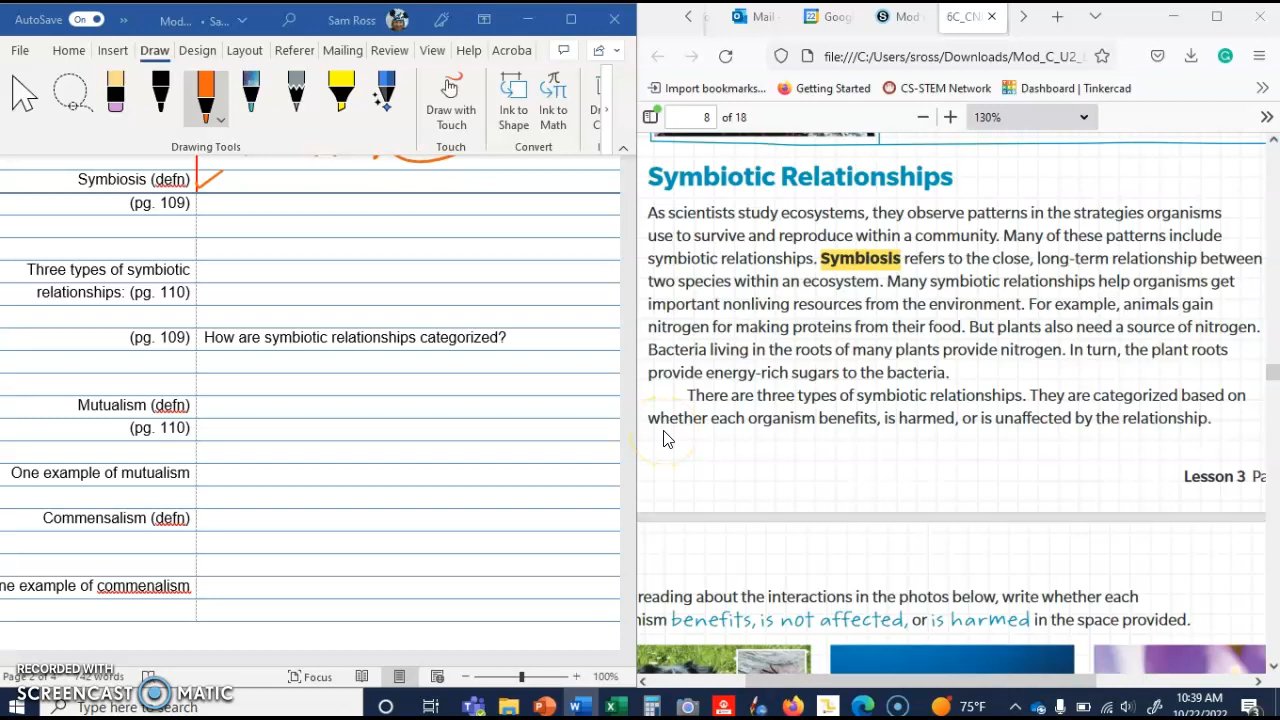 AutoSave On Mod... - Sa... Sam Ross
File Home Insert Draw Design Layout Referer Mailing Review View Help Acroba
Draw with Touch
Ink to Shape
Ink to Math
Drawing Tools
Convert
Symbiosis (defn)
(pg. 109)
Three types of symbiotic
relationships: (pg. 110)
(pg. 109) How are symbiotic relationships categorized?
Mutualism (defn)
(pg. 110)
One example of mutualism
Commensalism (defn)
ne example of commenalism
RECORDED WITH
SCREENCAST MATIC
Focus 100%
Type here to search
Mail Goog Mod 6C_CN
file:///C:/Users/sross/Downloads/Mod_C_U2_
Import bookmarks... Getting Started CS-STEM Network Dashboard | Tinkercad
8 of 18 130%
Symbiotic Relationships
As scientists study ecosystems, they observe patterns in the strategies organisms
use to survive and reproduce within a community. Many of these patterns include
symbiotic relationships. Symbiosis refers to the close, long-term relationship between
two species within an ecosystem. Many symbiotic relationships help organisms get
important nonliving resources from the environment. For example, animals gain
nitrogen for making proteins from their food. But plants also need a source of nitrogen.
Bacteria living in the roots of many plants provide nitrogen. In turn, the plant roots
provide energy-rich sugars to the bacteria.
There are three types of symbiotic relationships. They are categorized based on
whether each organism benefits, is harmed, or is unaffected by the relationship.
Lesson 3 Pa
reading about the interactions in the photos below, write whether each
nism benefits, is not affected, or is harmed in the space provided.
75°F
10:39 AM
10/22/2022